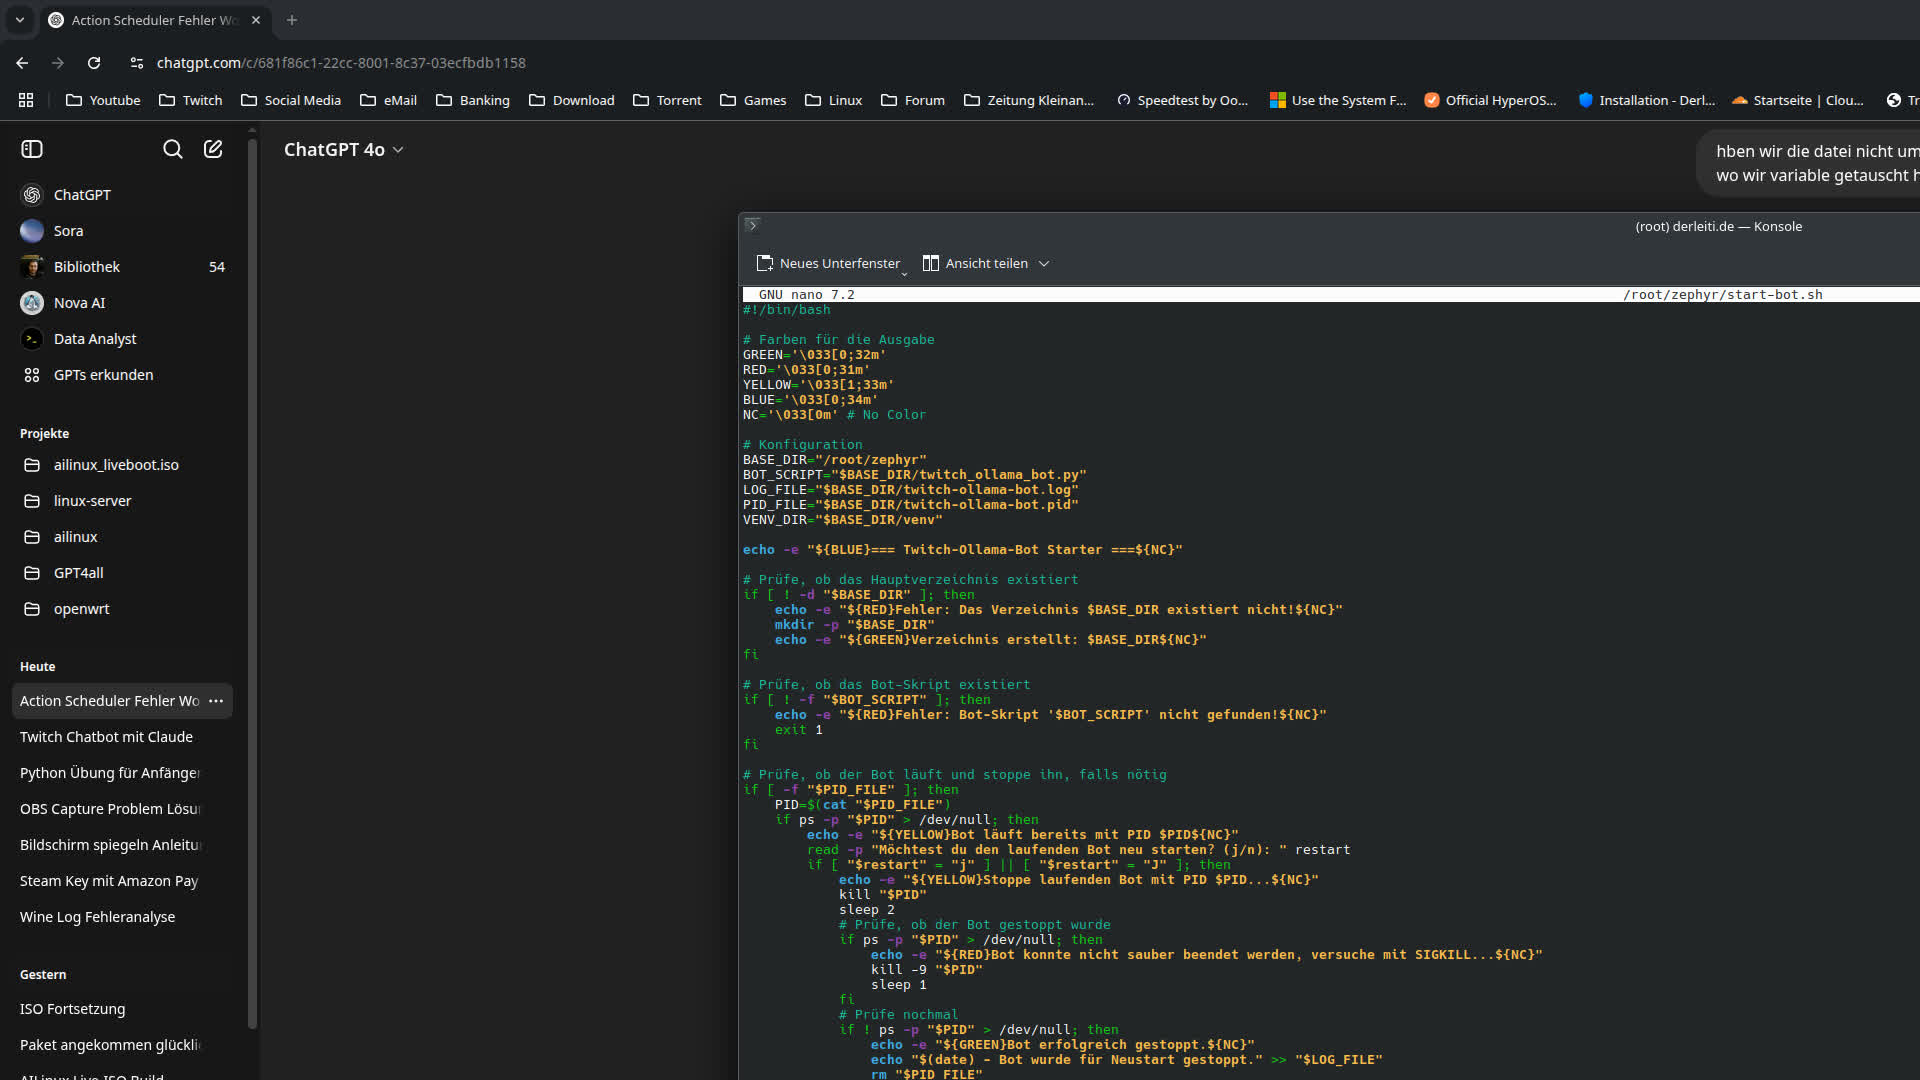 Action Scheduler Fehler Wo
chatgpt.com/c/681f86c1-22cc-8001-8c37-03ecfbdb1158
Youtube
Twitch
Social Media
eMail
Banking
Download
Torrent
Games
Linux
Forum
Zeitung Kleinan...
Speedtest by Oo...
Use the System F...
Official HyperOS...
Installation - Derl...
Startseite | Clou...
Tr
ChatGPT 4o
hben wir die datei nicht um
wo wir variable getauscht h
ChatGPT
Sora
Bibliothek 54
Nova AI
Data Analyst
GPTs erkunden
Projekte
ailinux_liveboot.iso
linux-server
ailinux
GPT4all
openwrt
Heute
Action Scheduler Fehler Wo
Twitch Chatbot mit Claude
Python Übung für Anfänger
OBS Capture Problem Lösu
Bildschirm spiegeln Anleitu
Steam Key mit Amazon Pay
Wine Log Fehleranalyse
Gestern
ISO Fortsetzung
Paket angekommen glückli
AILinux Live ISO Build
(root) derleiti.de — Konsole
Neues Unterfenster
Ansicht teilen
GNU nano 7.2 /root/zephyr/start-bot.sh
#!/bin/bash
# Farben für die Ausgabe
GREEN='\033[0;32m'
RED='\033[0;31m'
YELLOW='\033[1;33m'
BLUE='\033[0;34m'
NC='\033[0m' # No Color
# Konfiguration
BASE_DIR="/root/zephyr"
BOT_SCRIPT="$BASE_DIR/twitch_ollama_bot.py"
LOG_FILE="$BASE_DIR/twitch-ollama-bot.log"
PID_FILE="$BASE_DIR/twitch-ollama-bot.pid"
VENV_DIR="$BASE_DIR/venv"
echo -e "${BLUE}=== Twitch-Ollama-Bot Starter ===${NC}"
# Prüfe, ob das Hauptverzeichnis existiert
if [ ! -d "$BASE_DIR" ]; then
echo -e "${RED}Fehler: Das Verzeichnis $BASE_DIR existiert nicht!${NC}"
mkdir -p "$BASE_DIR"
echo -e "${GREEN}Verzeichnis erstellt: $BASE_DIR${NC}"
fi
# Prüfe, ob das Bot-Skript existiert
if [ ! -f "$BOT_SCRIPT" ]; then
echo -e "${RED}Fehler: Bot-Skript '$BOT_SCRIPT' nicht gefunden!${NC}"
exit 1
fi
# Prüfe, ob der Bot läuft und stoppe ihn, falls nötig
if [ -f "$PID_FILE" ]; then
PID=$(cat "$PID_FILE")
if ps -p "$PID" > /dev/null; then
echo -e "${YELLOW}Bot läuft bereits mit PID $PID${NC}"
read -p "Möchtest du den laufenden Bot neu starten? (j/n): " restart
if [ "$restart" = "j" ] || [ "$restart" = "J" ]; then
echo -e "${YELLOW}Stoppe laufenden Bot mit PID $PID...${NC}"
kill "$PID"
sleep 2
# Prüfe, ob der Bot gestoppt wurde
if ps -p "$PID" > /dev/null; then
echo -e "${RED}Bot konnte nicht sauber beendet werden, versuche mit SIGKILL...${NC}"
kill -9 "$PID"
sleep 1
fi
# Prüfe nochmal
if ! ps -p "$PID" > /dev/null; then
echo -e "${GREEN}Bot erfolgreich gestoppt.${NC}"
echo "$(date) - Bot wurde für Neustart gestoppt." >> "$LOG_FILE"
rm "$PID_FILE"